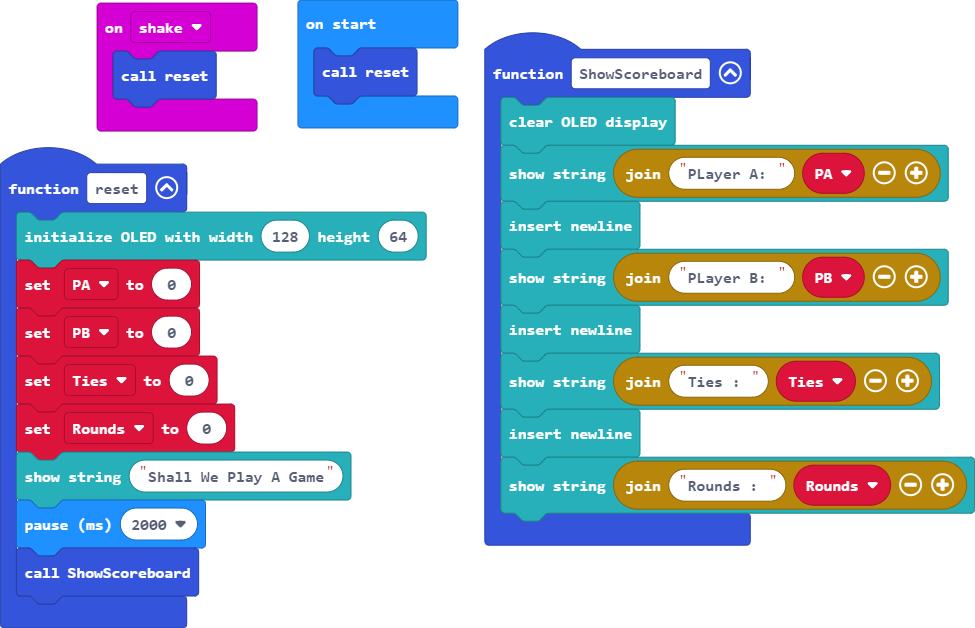 on shake
call reset
on start
call reset
function reset
initialize OLED with width 128 height 64
set PA to 0
set PB to 0
set Ties to 0
set Rounds to 0
show string "Shall We Play A Game"
pause (ms) 2000
call ShowScoreboard
function ShowScoreboard
clear OLED display
show string join "PLayer A: " PA
insert newline
show string join "Player B: " PB
insert newline
show string join "Ties : " Ties
insert newline
show string join "Rounds : " Rounds